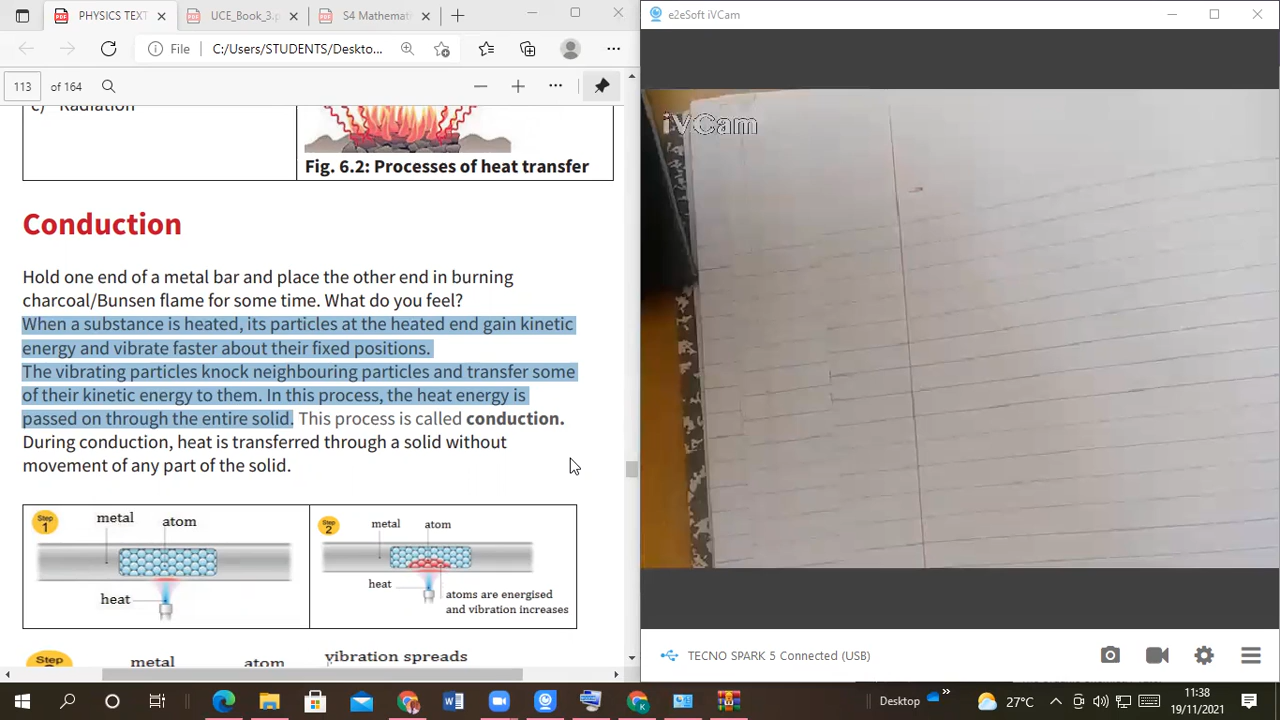 PHYSICS TEXT
UCE_Book_3.p
S4 Mathemat
File
C:/Users/STUDENTS/Deskto...
113
of 164
c) Radiation
Fig. 6.2: Processes of heat transfer
Conduction
Hold one end of a metal bar and place the other end in burning
charcoal/Bunsen flame for some time. What do you feel?
When a substance is heated, its particles at the heated end gain kinetic
energy and vibrate faster about their fixed positions.
The vibrating particles knock neighbouring particles and transfer some
of their kinetic energy to them. In this process, the heat energy is
passed on through the entire solid. This process is called conduction.
During conduction, heat is transferred through a solid without
movement of any part of the solid.
Step
1
metal
atom
heat
Step
2
metal
atom
heat
atoms are energised
and vibration increases
Step
metal
atom
vibration spreads
e2eSoft iVCam
iVCam
TECNO SPARK 5 Connected (USB)
Desktop
27°C
11:38
19/11/2021